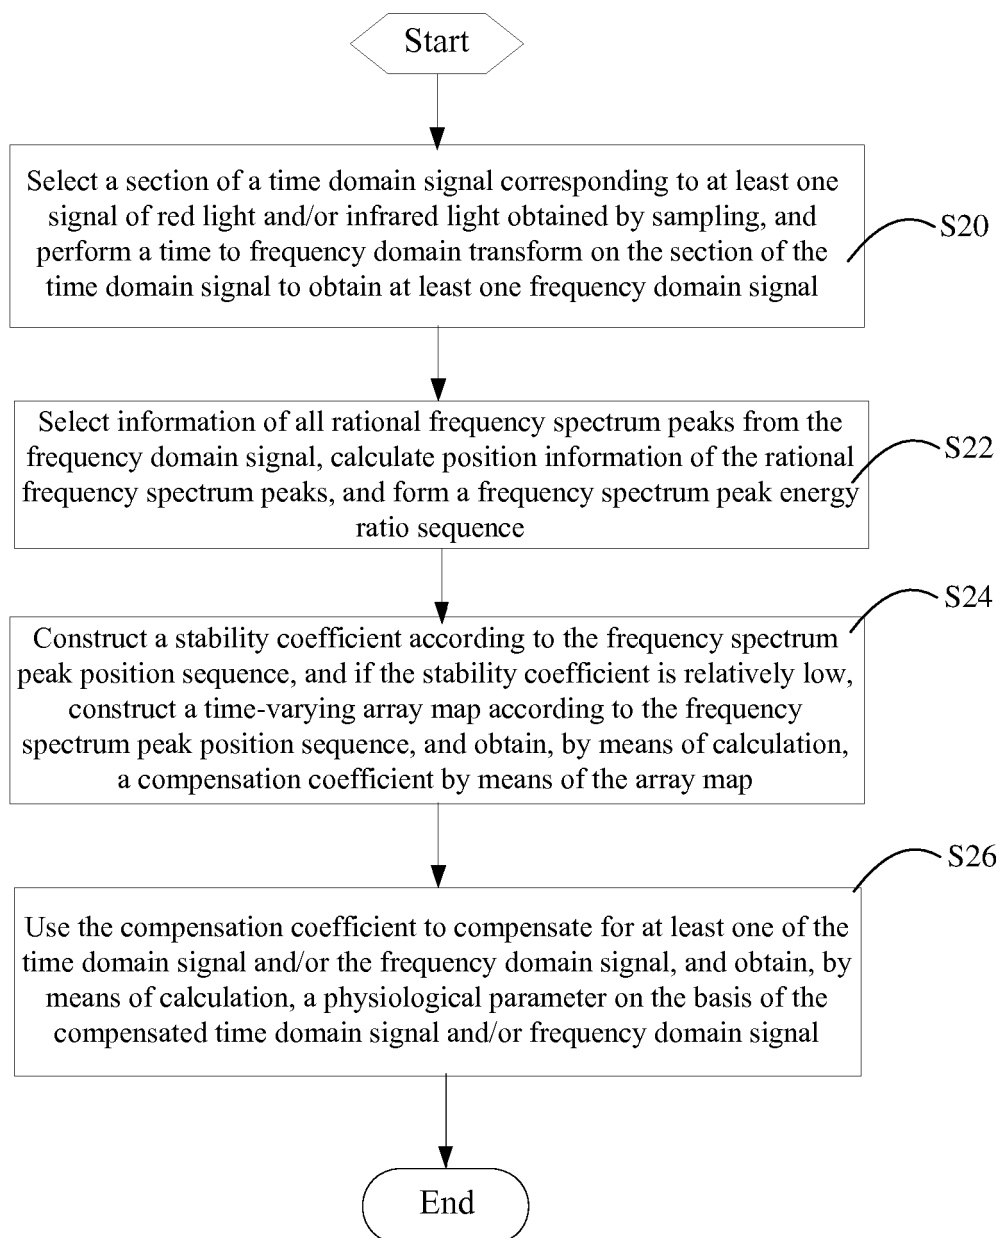 Start
Select a section of a time domain signal corresponding to at least one
signal of red light and/or infrared light obtained by sampling, and
perform a time to frequency domain transform on the section of the
time domain signal to obtain at least one frequency domain signal
S20
Select information of all rational frequency spectrum peaks from the
frequency domain signal, calculate position information of the rational
frequency spectrum peaks, and form a frequency spectrum peak energy
ratio sequence
S22
Construct a stability coefficient according to the frequency spectrum
peak position sequence, and if the stability coefficient is relatively low,
construct a time-varying array map according to the frequency
spectrum peak position sequence, and obtain, by means of calculation,
a compensation coefficient by means of the array map
S24
Use the compensation coefficient to compensate for at least one of the
time domain signal and/or the frequency domain signal, and obtain, by
means of calculation, a physiological parameter on the basis of the
compensated time domain signal and/or frequency domain signal
S26
End